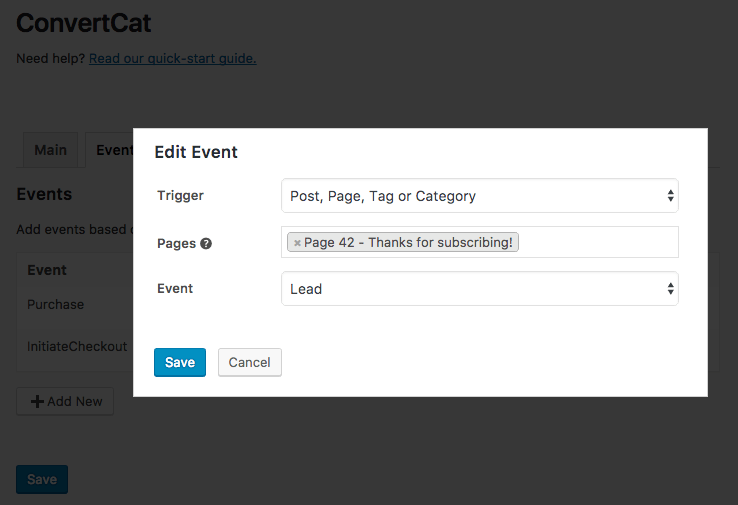 ConvertCat
Need help? Read our quick-start guide.
Main
Event
Edit Event
Trigger
Post, Page, Tag or Category
Events
Add events based
Pages ?
× Page 42 - Thanks for subscribing!
Event
Event
Lead
Purchase
InitiateCheckout
Save
Cancel
Add New
Save